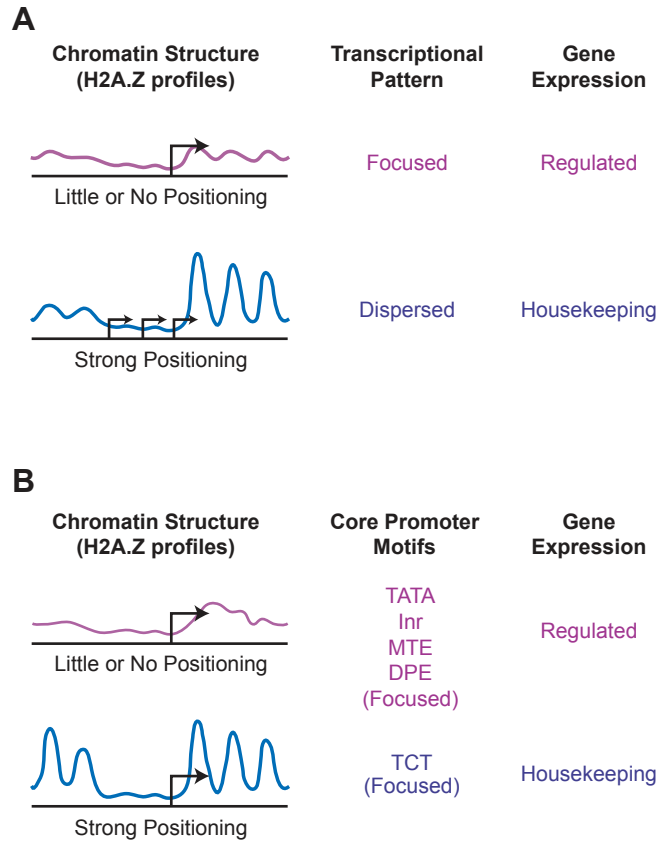 A
Chromatin Structure
(H2A.Z profiles)
Transcriptional
Pattern
Gene
Expression
Little or No Positioning
Focused
Regulated
Strong Positioning
Dispersed
Housekeeping
B
Chromatin Structure
(H2A.Z profiles)
Core Promoter
Motifs
Gene
Expression
Little or No Positioning
TATA
Inr
MTE
DPE
(Focused)
Regulated
Strong Positioning
TCT
(Focused)
Housekeeping